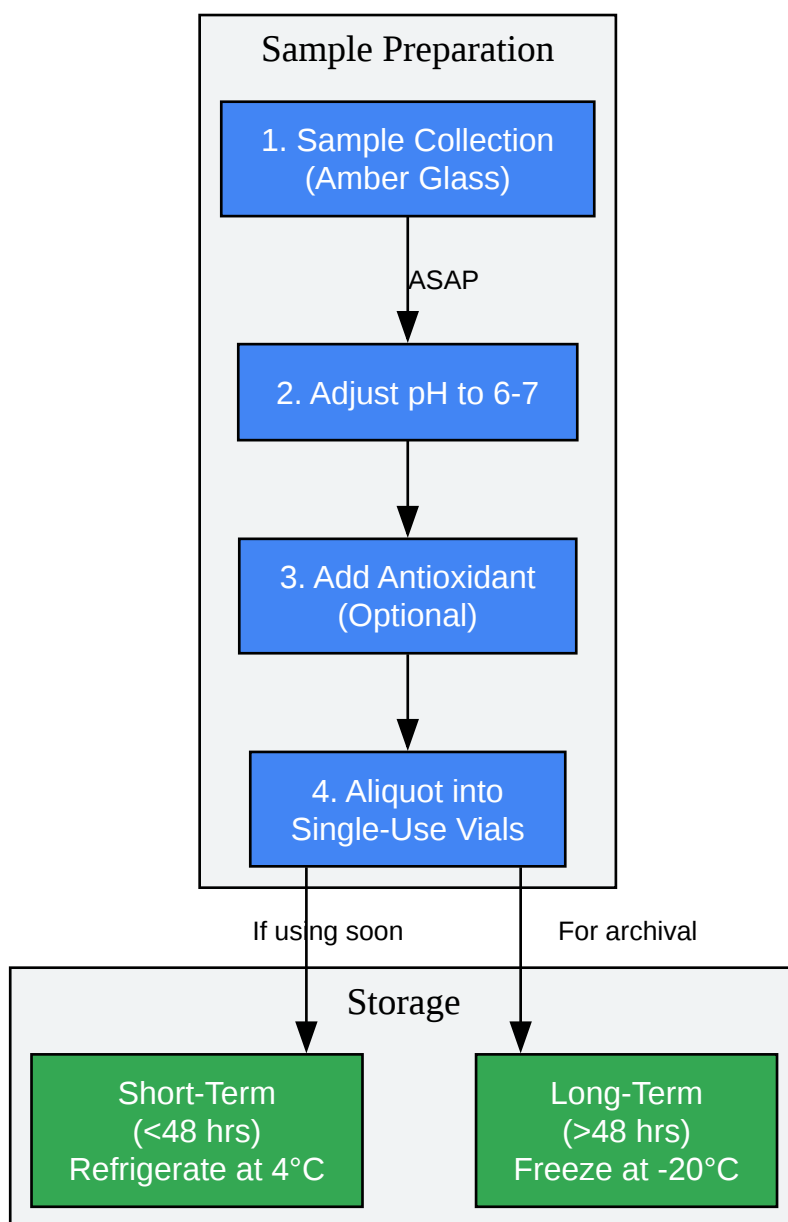 Sample Preparation
1. Sample Collection
(Amber Glass)
ASAP
2. Adjust pH to 6-7
3. Add Antioxidant
(Optional)
4. Aliquot into
Single-Use Vials
If using soon
For archival
Storage
Short-Term
(<48 hrs)
Refrigerate at 4°C
Long-Term
(>48 hrs)
Freeze at -20°C